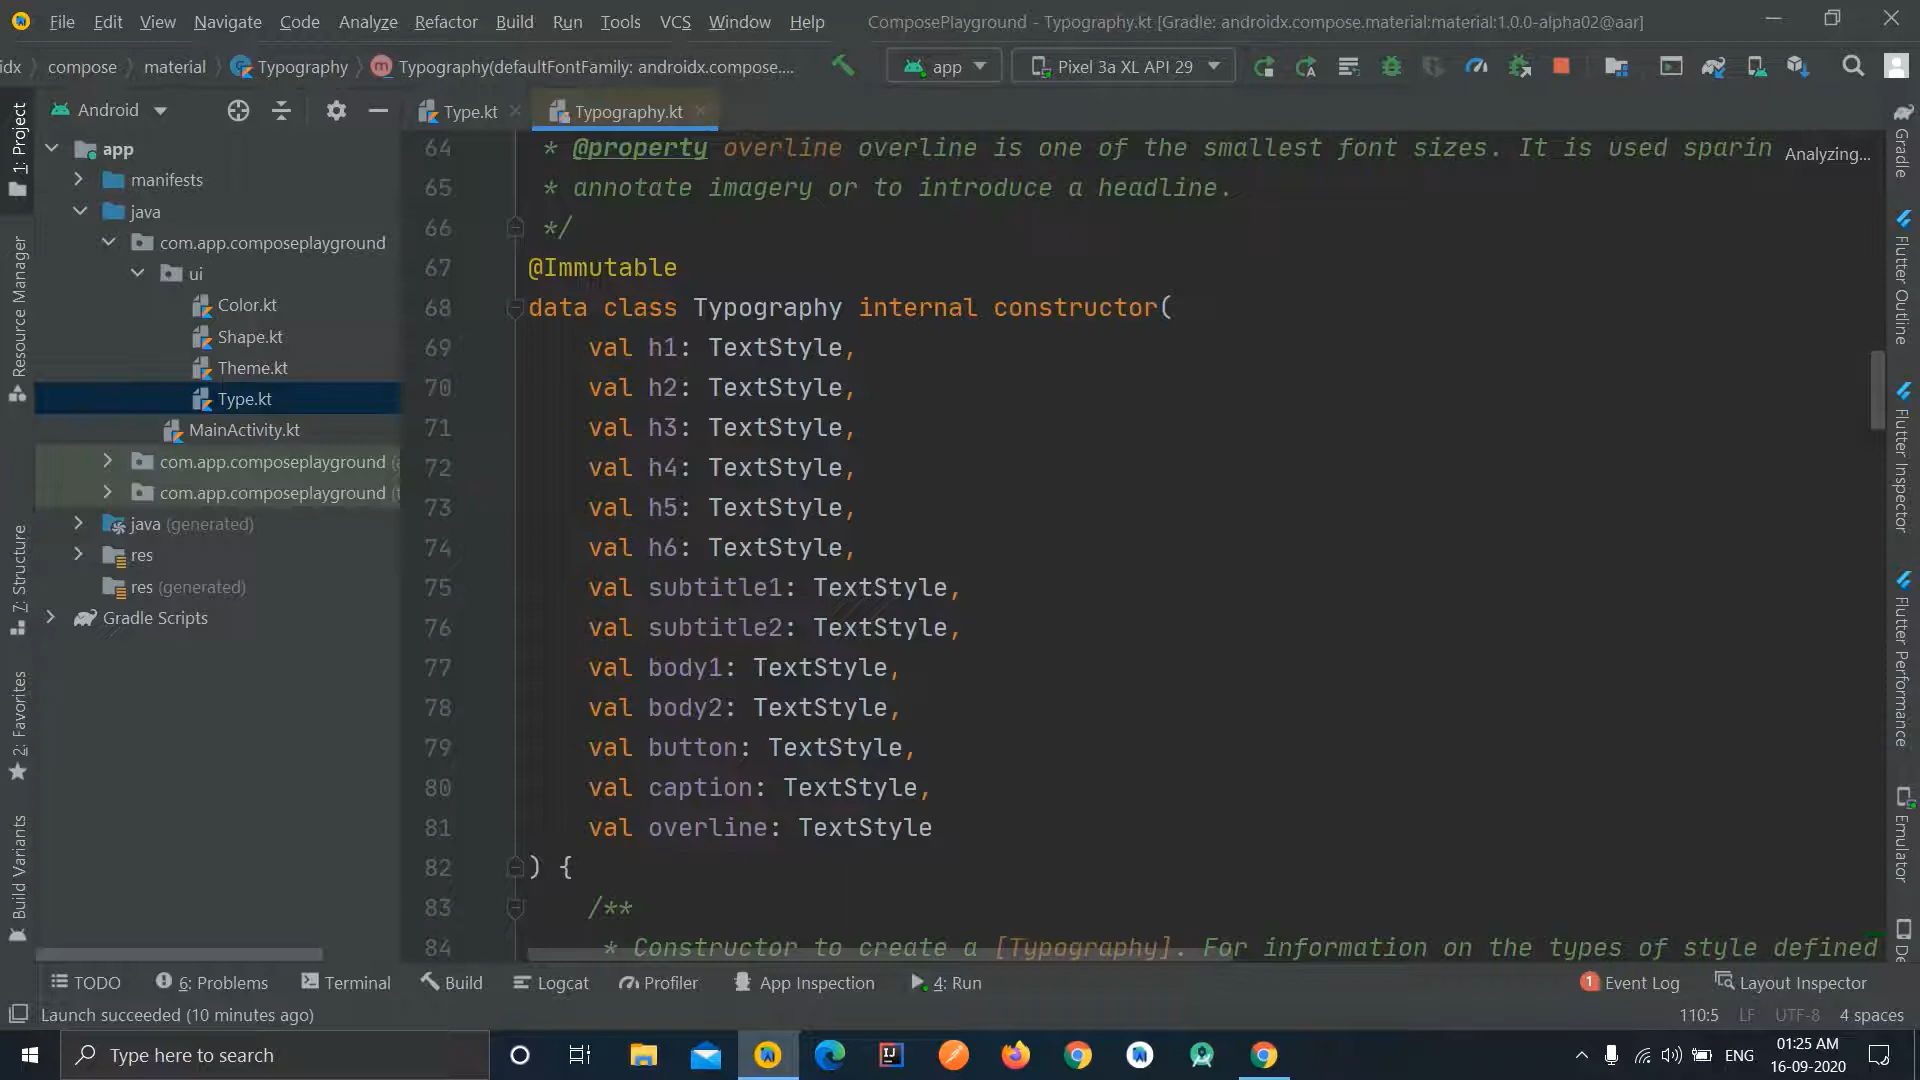 File Edit View Navigate Code Analyze Refactor Build Run Tools VCS Window Help ComposePlayground - Typography.kt [Gradle: androidx.compose.material:material:1.0.0-alpha02@aar]
idx compose material Typography Typography(defaultFontFamily: androidx.compose.... app Pixel 3a XL API 29
Android Type.kt Typography.kt
1: Project
Resource Manager
7: Structure
2: Favorites
Build Variants
app
manifests
java
com.app.composeplayground
ui
Color.kt
Shape.kt
Theme.kt
Type.kt
MainActivity.kt
com.app.composeplayground (
com.app.composeplayground (
java (generated)
res
res (generated)
Gradle Scripts
64 * @property overline overline is one of the smallest font sizes. It is used sparin Analyzing...
65 * annotate imagery or to introduce a headline.
66 */
67 @Immutable
68 data class Typography internal constructor(
69 val h1: TextStyle,
70 val h2: TextStyle,
71 val h3: TextStyle,
72 val h4: TextStyle,
73 val h5: TextStyle,
74 val h6: TextStyle,
75 val subtitle1: TextStyle,
76 val subtitle2: TextStyle,
77 val body1: TextStyle,
78 val body2: TextStyle,
79 val button: TextStyle,
80 val caption: TextStyle,
81 val overline: TextStyle
82 ) {
83 /**
84 * Constructor to create a [Typography]. For information on the types of style defined
Gradle
Flutter Outline
Flutter Inspector
Flutter Performance
Emulator
TODO 6: Problems Terminal Build Logcat Profiler App Inspection 4: Run 1 Event Log Layout Inspector
Launch succeeded (10 minutes ago) 110:5 LF UTF-8 4 spaces
Type here to search ENG 01:25 AM
16-09-2020